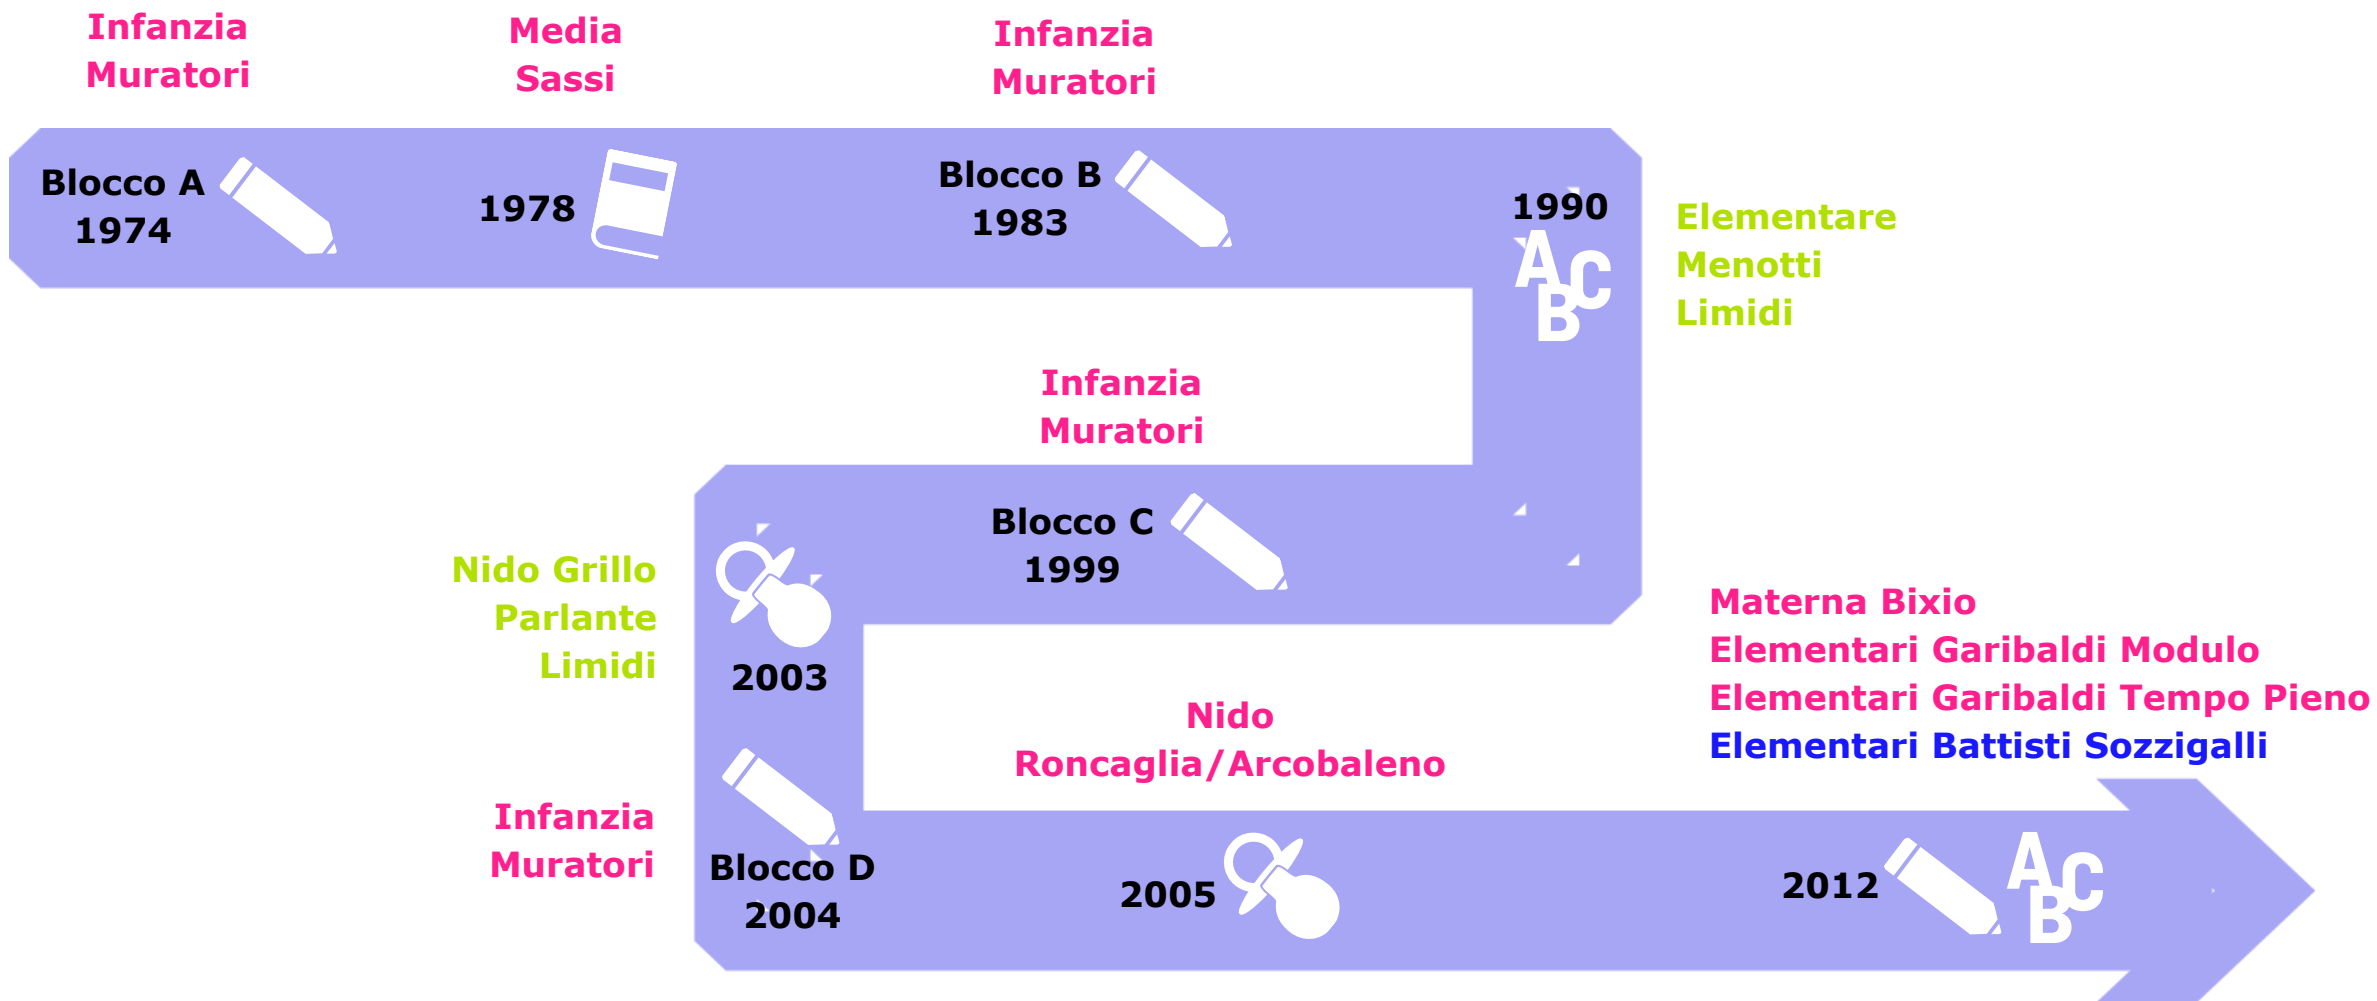 Infanzia
Muratori
Media
Sassi
Infanzia
Muratori
Blocco A
1974
1978
Blocco B
1983
1990
A
C
B
Elementare
Menotti
Limidi
Infanzia
Muratori
Blocco C
1999
Nido Grillo
Parlante
Limidi
2003
Infanzia
Muratori
Blocco D
2004
Nido
Roncaglia/Arcobaleno
2005
Materna Bixio
Elementari Garibaldi Modulo
Elementari Garibaldi Tempo Pieno
Elementari Battisti Sozzigalli
2012
A
C
B